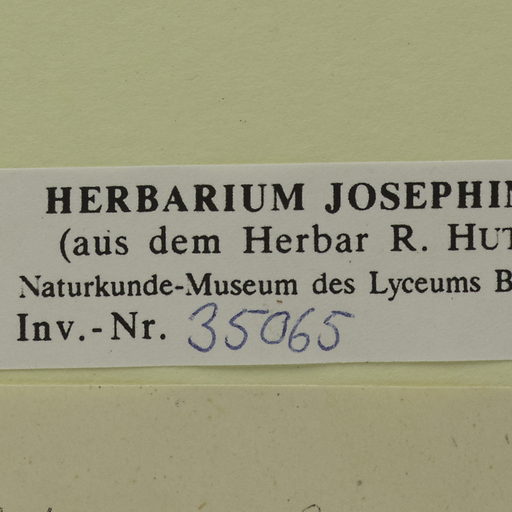 HERBARIUM JOSEPHIN
(aus dem Herbar R. HUT
Naturkunde-Museum des Lyceums B
Inv.-Nr. 35065